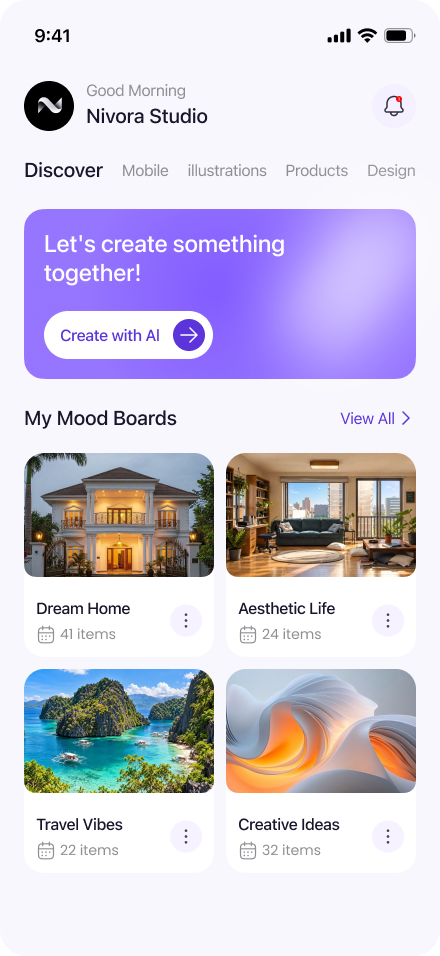 9:41
Good Morning
Nivora Studio
Discover Mobile illustrations Products Design
Let's create something
together!
Create with AI
My Mood Boards View All
Dream Home
41 items
Aesthetic Life
24 items
Travel Vibes
22 items
Creative Ideas
32 items